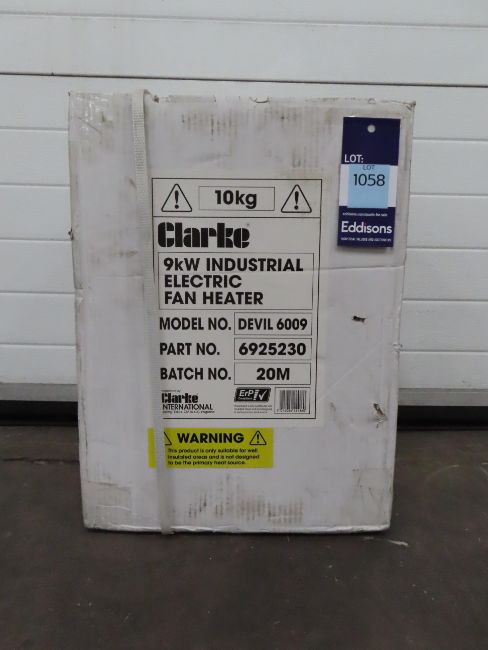 LOT:
LOT
1058
Eddisons
10kg
Clarke
9kW INDUSTRIAL
ELECTRIC
FAN HEATER
MODEL NO. DEVIL 6009
PART NO. 6925230
BATCH NO. 20M
Clarke
INTERNATIONAL
ErP
WARNING
This product is only suitable for well
insulated areas and is not designed
to be the primary heat source.